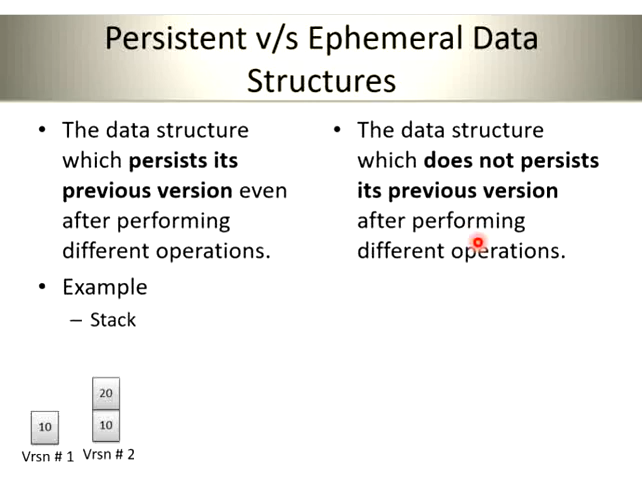 Persistent v/s Ephemeral Data
Structures
• The data structure
which persists its
previous version even
after performing
different operations.
• Example
– Stack
• The data structure
which does not persists
its previous version
after performing
different operations.
20
10
10
Vrsn # 1
Vrsn # 2